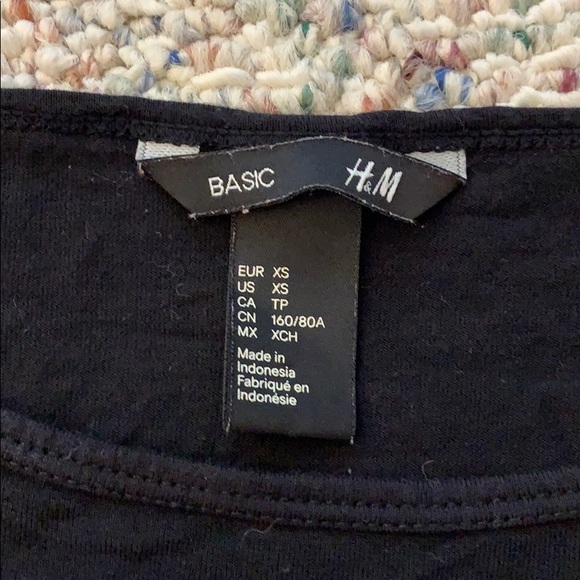 BASIC H&M
EUR XS
US XS
CA TP
CN 160/80A
MX XCH
Made in
Indonesia
Fabriqué en
Indonésie